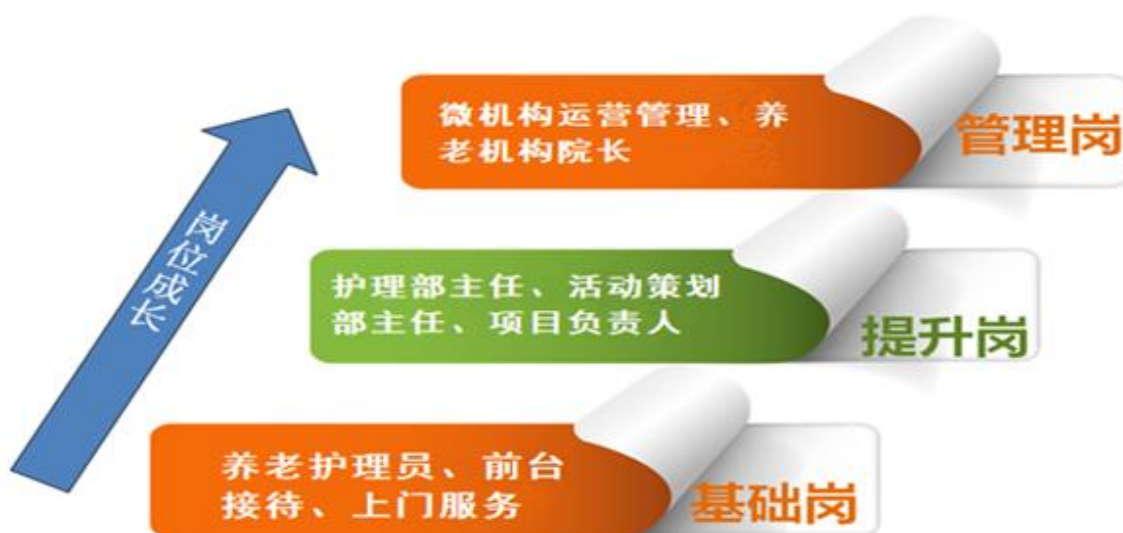 微机构运营管理、养
老机构院长
管理岗
岗位成长
护理部主任、活动策划
部主任、项目负责人
提升岗
养老护理员、前台
接待、上门服务
基础岗